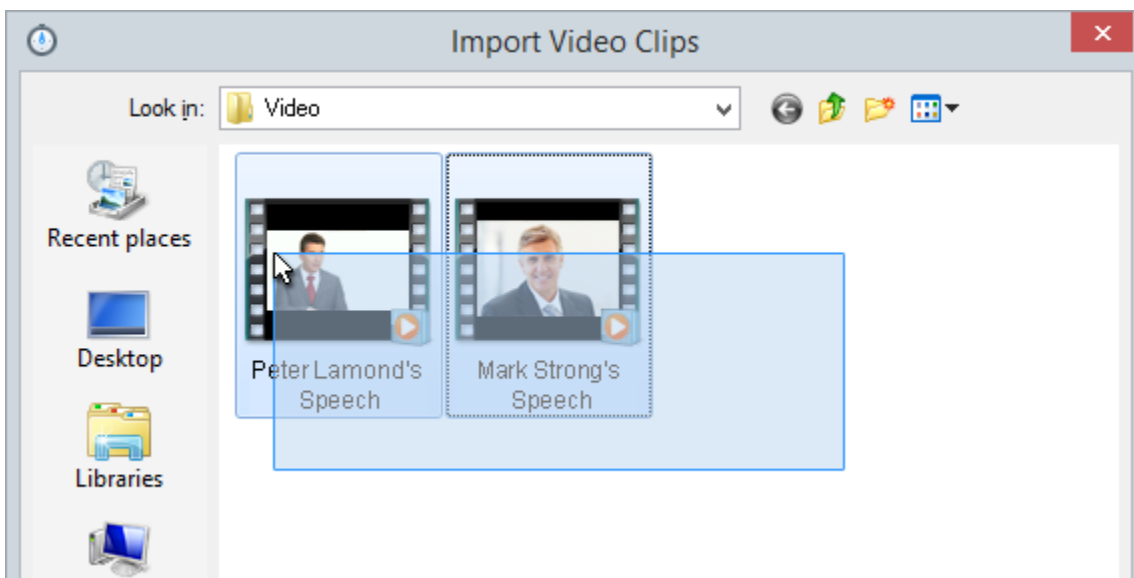 Import Video Clips
Look in:
Video
Recent places
Desktop
Libraries
Peter Lamond's
Speech
Mark Strong's
Speech